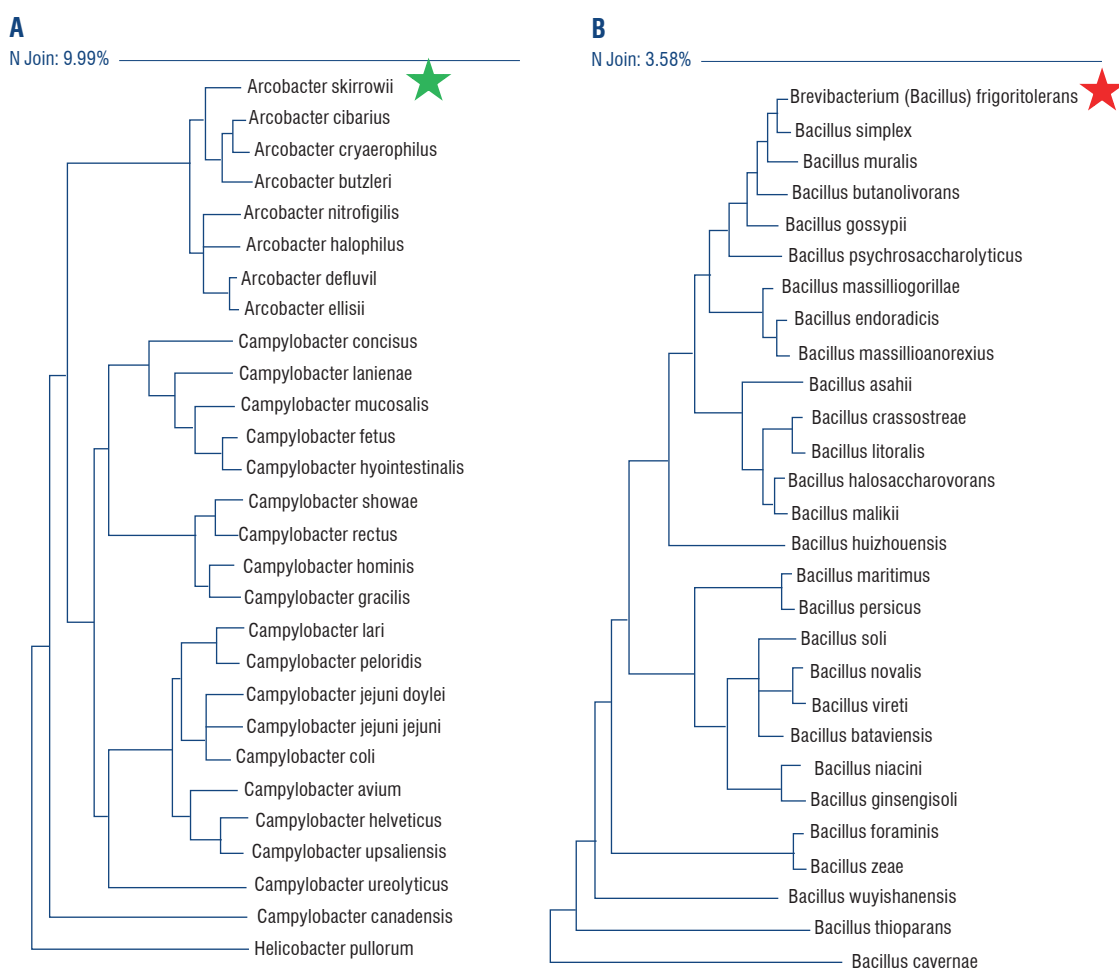 A
N Join: 9.99%
Arcobacter skirrowii
Arcobacter cibarius
Arcobacter cryaerophilus
Arcobacter butzleri
Arcobacter nitrofigilis
Arcobacter halophilus
Arcobacter defluvil
Arcobacter ellisii
Campylobacter concisus
Campylobacter lanienae
Campylobacter mucosalis
Campylobacter fetus
Campylobacter hyointestinalis
Campylobacter showae
Campylobacter rectus
Campylobacter hominis
Campylobacter gracilis
Campylobacter lari
Campylobacter peloridis
Campylobacter jejuni doylei
Campylobacter jejuni jejuni
Campylobacter coli
Campylobacter avium
Campylobacter helveticus
Campylobacter upsaliensis
Campylobacter ureolyticus
Campylobacter canadensis
Helicobacter pullorum
B
N Join: 3.58%
Brevibacterium (Bacillus) frigoritolerans
Bacillus simplex
Bacillus muralis
Bacillus butanolivorans
Bacillus gossypii
Bacillus psychrosaccharolyticus
Bacillus massilliogorillae
Bacillus endoradicis
Bacillus massillioanorexius
Bacillus asahii
Bacillus crassostreae
Bacillus litoralis
Bacillus halosaccharovorans
Bacillus malikii
Bacillus huizhouensis
Bacillus maritimus
Bacillus persicus
Bacillus soli
Bacillus novalis
Bacillus vireti
Bacillus bataviensis
Bacillus niacini
Bacillus ginsengisoli
Bacillus foraminis
Bacillus zeae
Bacillus wuyishanensis
Bacillus thioparans
Bacillus cavernae